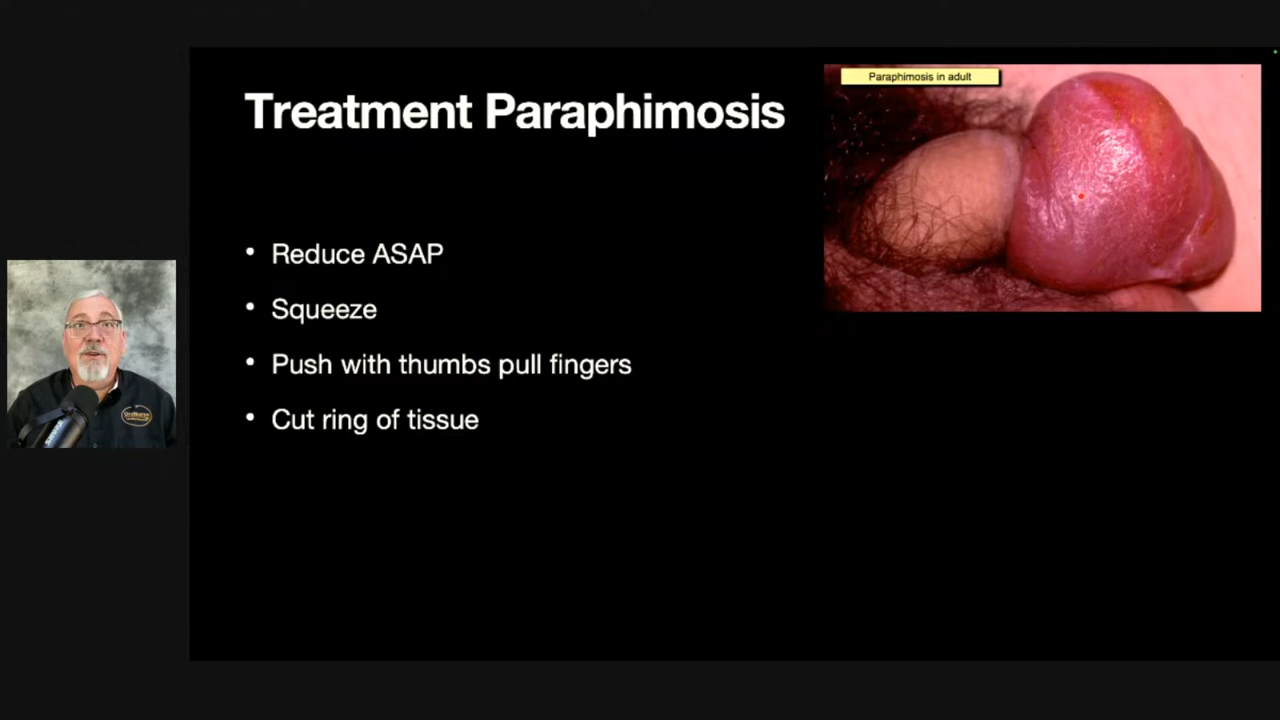 Paraphimosis in adult
Treatment Paraphimosis
• Reduce ASAP
• Squeeze
• Push with thumbs pull fingers
• Cut ring of tissue